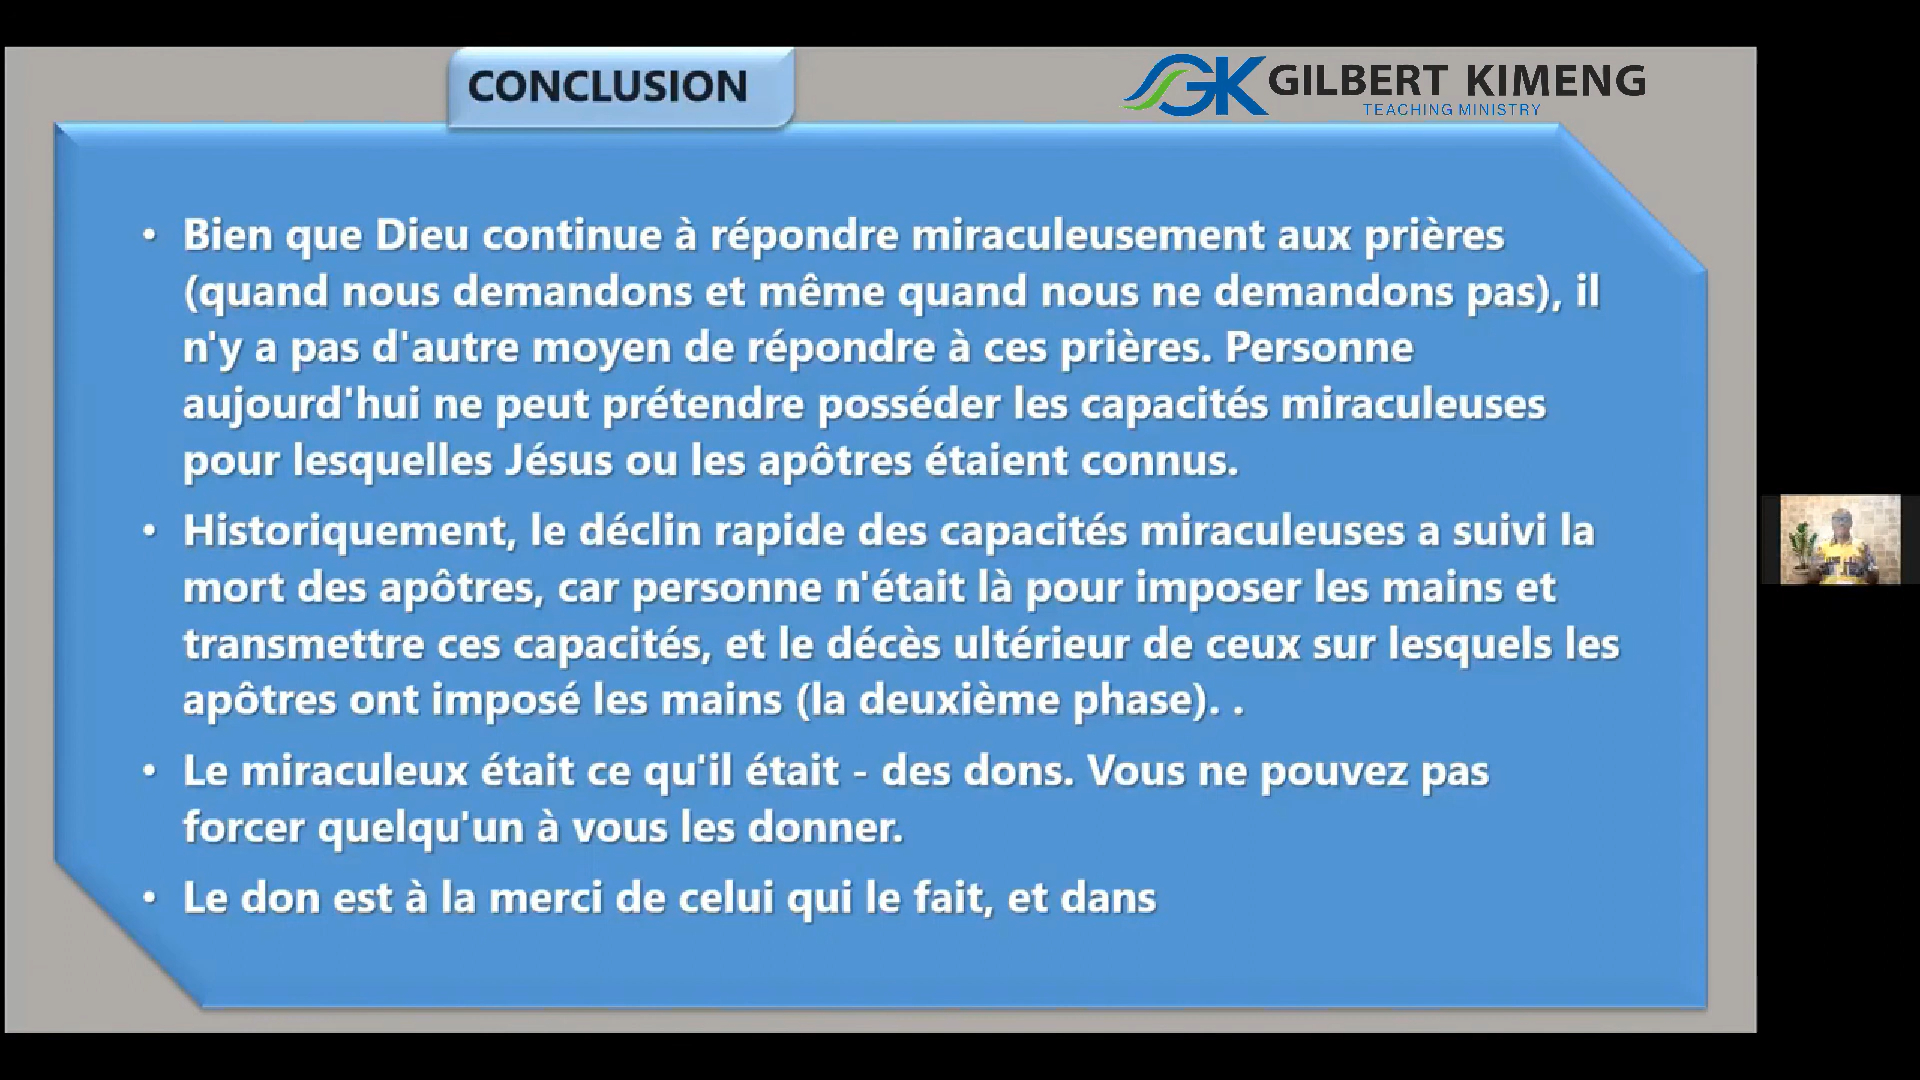 CONCLUSION
GK GILBERT KIMENG
TEACHING MINISTRY
• Bien que Dieu continue à répondre miraculeusement aux prières
(quand nous demandons et même quand nous ne demandons pas), il
n'y a pas d'autre moyen de répondre à ces prières. Personne
aujourd'hui ne peut prétendre posséder les capacités miraculeuses
pour lesquelles Jésus ou les apôtres étaient connus.
• Historiquement, le déclin rapide des capacités miraculeuses a suivi la
mort des apôtres, car personne n'était là pour imposer les mains et
transmettre ces capacités, et le décès ultérieur de ceux sur lesquels les
apôtres ont imposé les mains (la deuxième phase). .
• Le miraculeux était ce qu'il était - des dons. Vous ne pouvez pas
forcer quelqu'un à vous les donner.
• Le don est à la merci de celui qui le fait, et dans